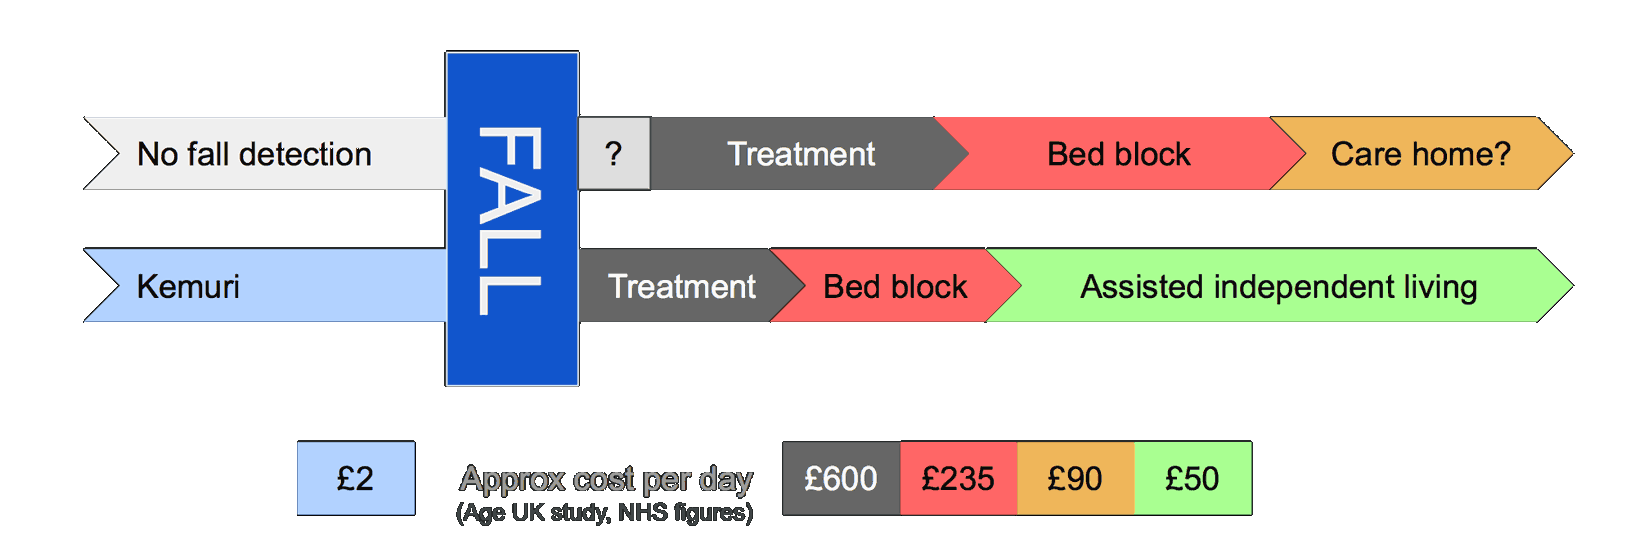 No fall detection
FALL
?
Treatment
Bed block
Care home?
Kemuri
Treatment
Bed block
Assisted independent living
£2
Approx cost per day
(Age UK study, NHS figures)
£600
£235
£90
£50